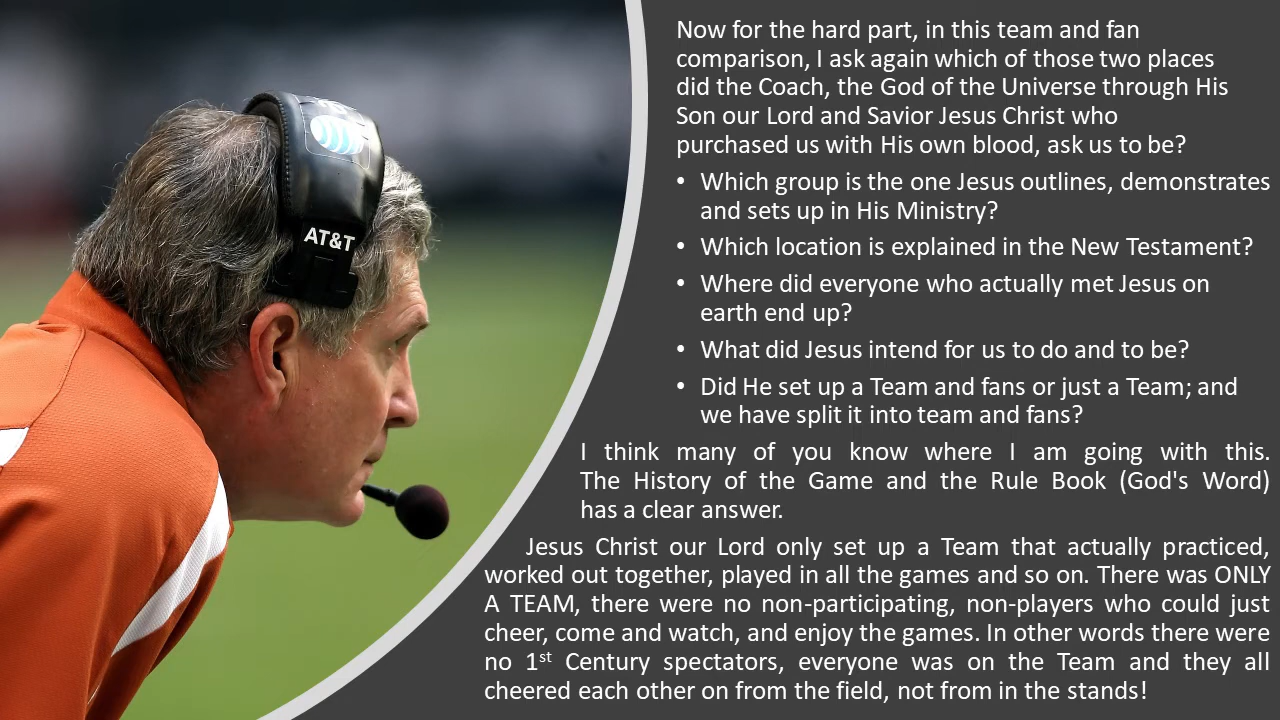 AT&T
Now for the hard part, in this team and fan
comparison, I ask again which of those two places
did the Coach, the God of the Universe through His
Son our Lord and Savior Jesus Christ who
purchased us with His own blood, ask us to be?
• Which group is the one Jesus outlines, demonstrates
and sets up in His Ministry?
• Which location is explained in the New Testament?
• Where did everyone who actually met Jesus on
earth end up?
• What did Jesus intend for us to do and to be?
• Did He set up a Team and fans or just a Team; and
we have split it into team and fans?
I think many of you know where I am going with this.
The History of the Game and the Rule Book (God's Word)
has a clear answer.
Jesus Christ our Lord only set up a Team that actually practiced,
worked out together, played in all the games and so on. There was ONLY
A TEAM, there were no non-participating, non-players who could just
cheer, come and watch, and enjoy the games. In other words there were
no 1st Century spectators, everyone was on the Team and they all
cheered each other on from the field, not from in the stands!